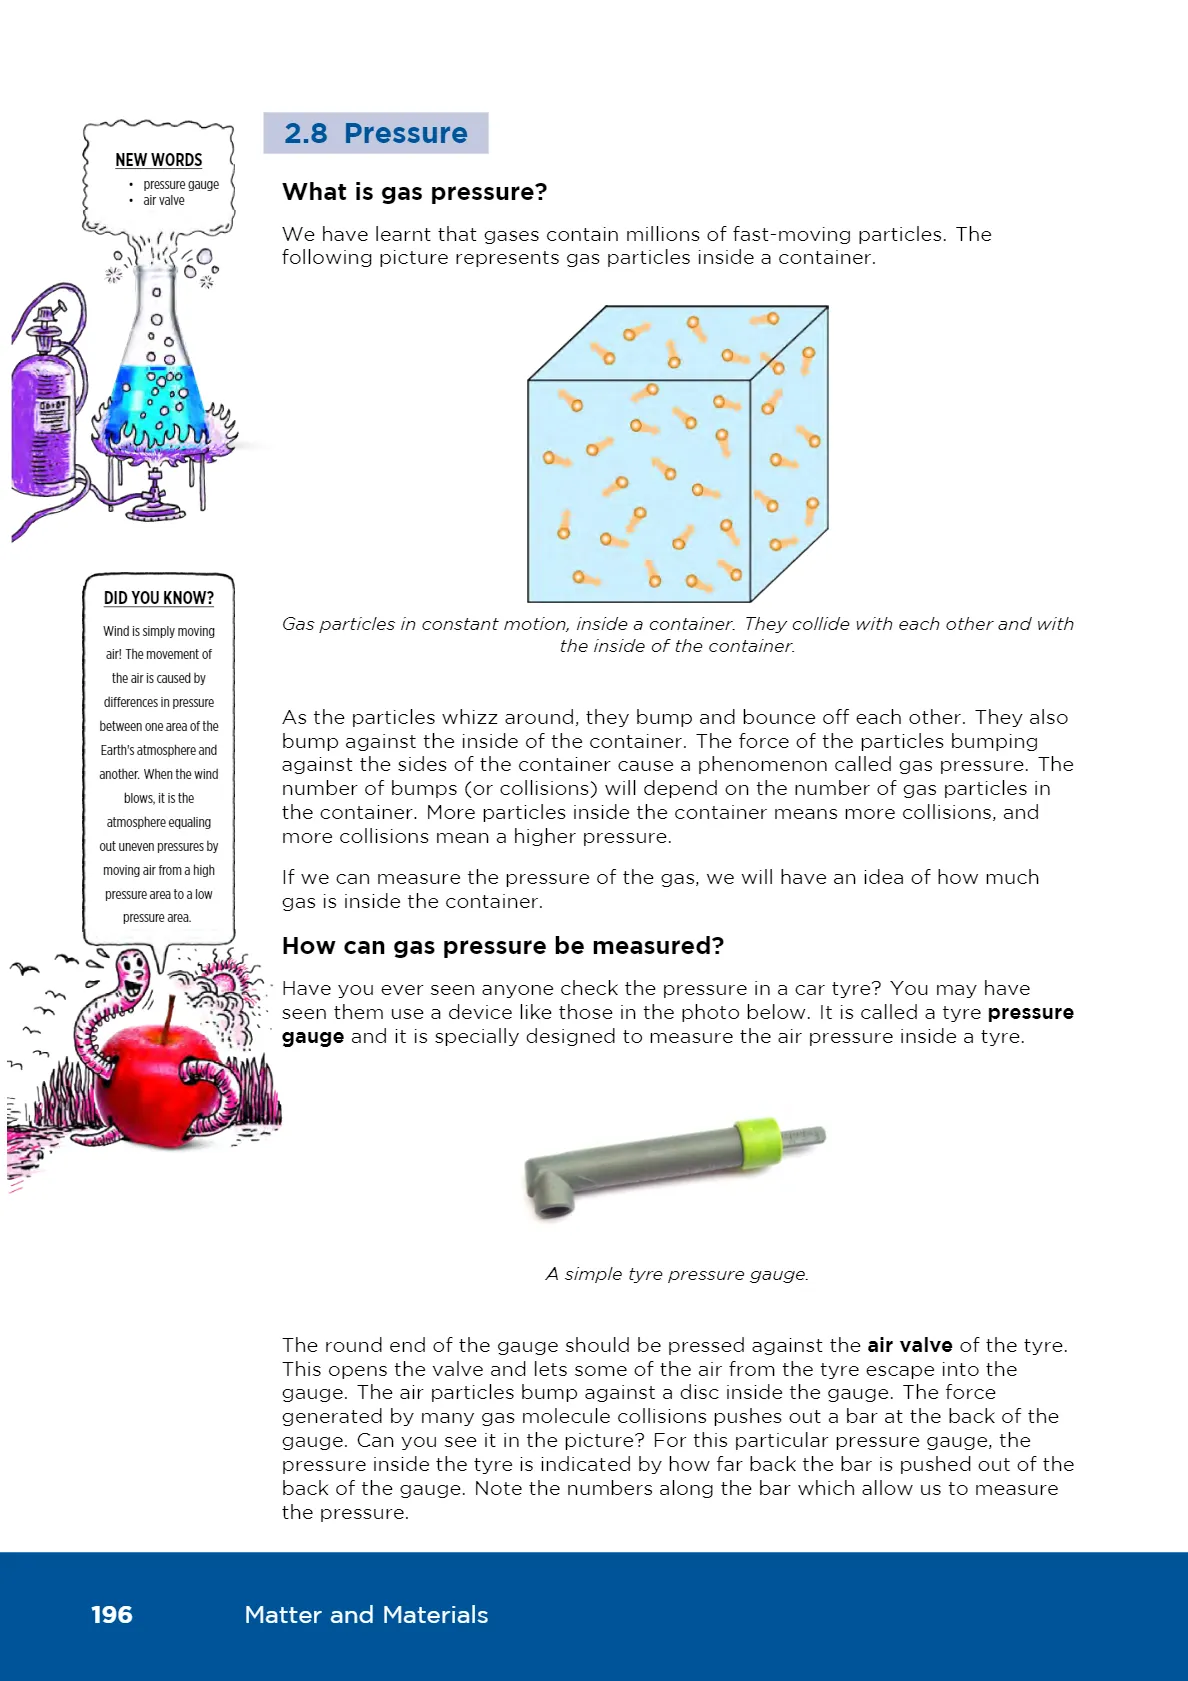 2.8 Pressure
NEW WORDS
• pressure gauge
• air valve
What is gas pressure?
We have learnt that gases contain millions of fast-moving particles. The
following picture represents gas particles inside a container.
Gas particles in constant motion, inside a container. They collide with each other and with
the inside of the container.
DID YOU KNOW?
Wind is simply moving
air! The movement of
the air is caused by
differences in pressure
between one area of the
Earth's atmosphere and
another. When the wind
blows, it is the
atmosphere equaling
out uneven pressures by
moving air from a high
pressure area to a low
pressure area.
As the particles whizz around, they bump and bounce off each other. They also
bump against the inside of the container. The force of the particles bumping
against the sides of the container cause a phenomenon called gas pressure. The
number of bumps (or collisions) will depend on the number of gas particles in
the container. More particles inside the container means more collisions, and
more collisions mean a higher pressure.
If we can measure the pressure of the gas, we will have an idea of how much
gas is inside the container.
How can gas pressure be measured?
Have you ever seen anyone check the pressure in a car tyre? You may have
seen them use a device like those in the photo below. It is called a tyre pressure
gauge and it is specially designed to measure the air pressure inside a tyre.
A simple tyre pressure gauge.
The round end of the gauge should be pressed against the air valve of the tyre.
This opens the valve and lets some of the air from the tyre escape into the
gauge. The air particles bump against a disc inside the gauge. The force
generated by many gas molecule collisions pushes out a bar at the back of the
gauge. Can you see it in the picture? For this particular pressure gauge, the
pressure inside the tyre is indicated by how far back the bar is pushed out of the
back of the gauge. Note the numbers along the bar which allow us to measure
the pressure.
196 Matter and Materials